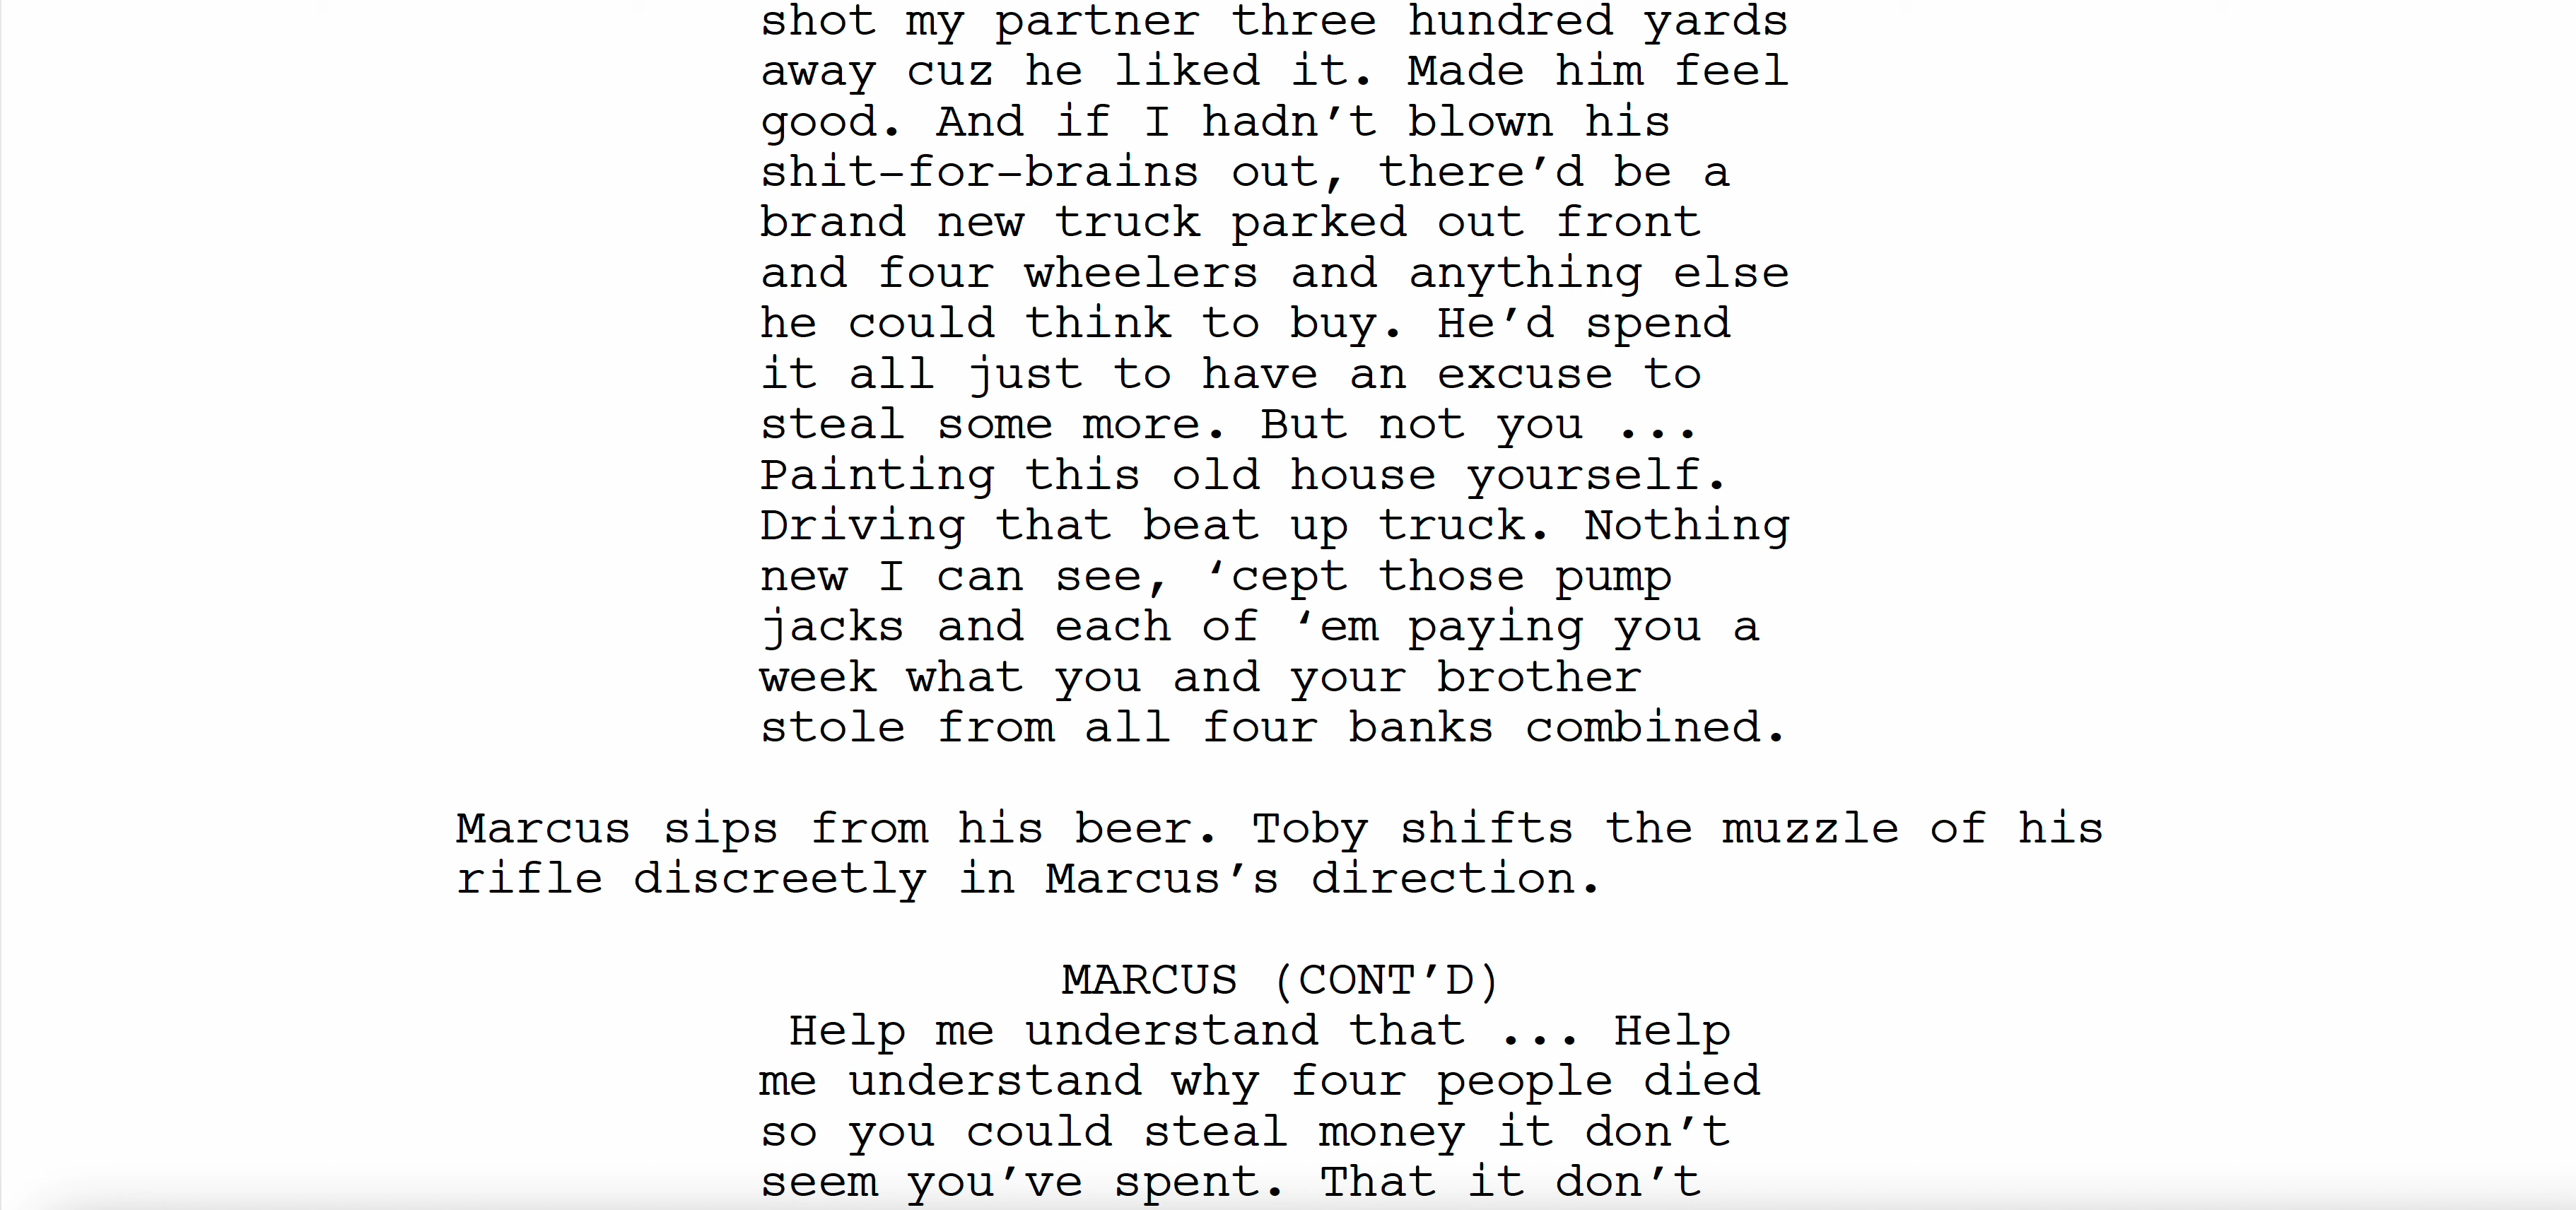 shot my partner three hundred yards
away cuz he liked it. Made him feel
good. And if I hadn’t blown his
shit-for-brains out, there’d be a
brand new truck parked out front
and four wheelers and anything else
he could think to buy. He’d spend
it all just to have an excuse to
steal some more. But not you ...
Painting this old house yourself.
Driving that beat up truck. Nothing
new I can see, ‘cept those pump
jacks and each of ‘em paying you a
week what you and your brother
stole from all four banks combined.
Marcus sips from his beer. Toby shifts the muzzle of his
rifle discreetly in Marcus’s direction.
MARCUS (CONT’D)
Help me understand that ... Help
me understand why four people died
so you could steal money it don’t
seem you’ve spent. That it don’t